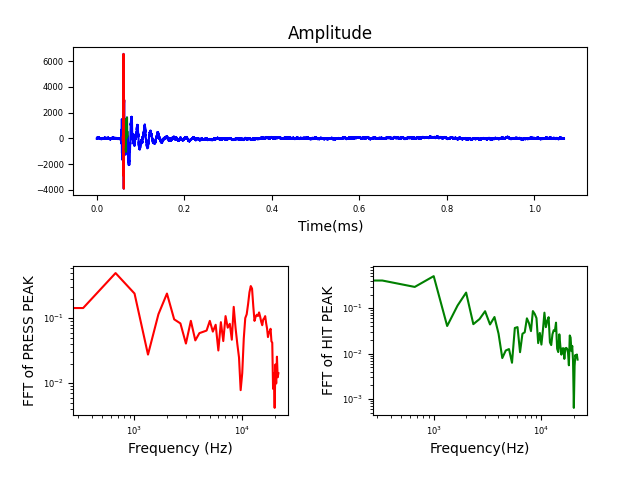 Amplitude
6000
4000
2000
0
−2000
−4000
0.0 0.2 0.4 0.6 0.8 1.0
Time(ms)
FFT of PRESS PEAK
10⁻¹
10⁻²
10³ 10⁴
Frequency (Hz)
FFT of HIT PEAK
10⁻¹
10⁻²
10⁻³
10³ 10⁴
Frequency(Hz)